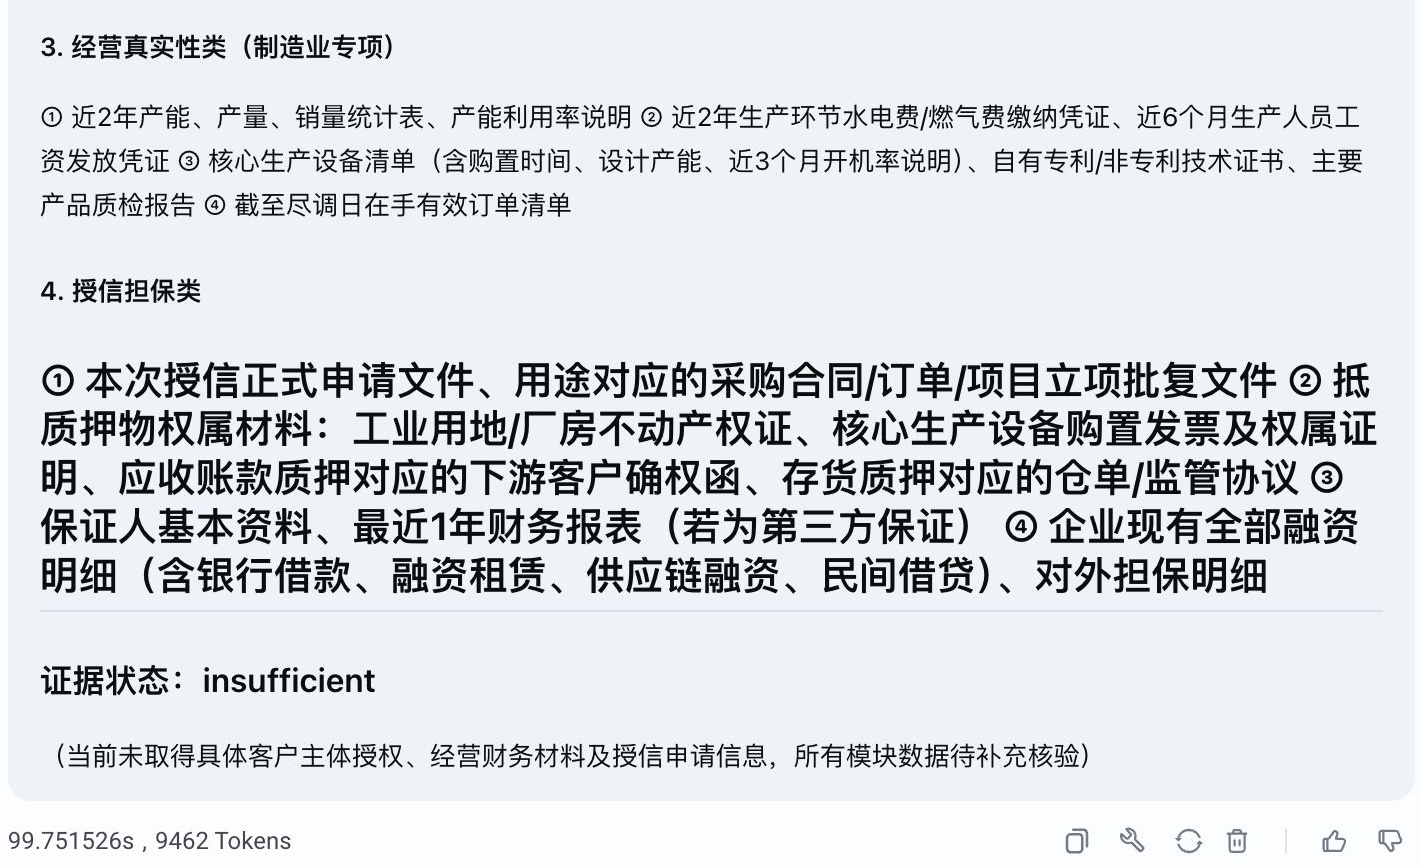 3. 经营真实性类（制造业专项）
① 近2年产能、产量、销量统计表、产能利用率说明 ② 近2年生产环节水电费/燃气费缴纳凭证、近6个月生产人员工
资发放凭证 ③ 核心生产设备清单（含购置时间、设计产能、近3个月开机率说明）、自有专利/非专利技术证书、主要
产品质检报告 ④ 截至尽调日在手有效订单清单
4. 授信担保类
① 本次授信正式申请文件、用途对应的采购合同/订单/项目立项批复文件 ② 抵
质押物权属材料：工业用地/厂房不动产权证、核心生产设备购置发票及权属证
明、应收账款质押对应的下游客户确权函、存货质押对应的仓单/监管协议 ③
保证人基本资料、最近1年财务报表（若为第三方保证） ④ 企业现有全部融资
明细（含银行借款、融资租赁、供应链融资、民间借贷）、对外担保明细
证据状态：insufficient
（当前未取得具体客户主体授权、经营财务材料及授信申请信息，所有模块数据待补充核验）
99.751526s , 9462 Tokens